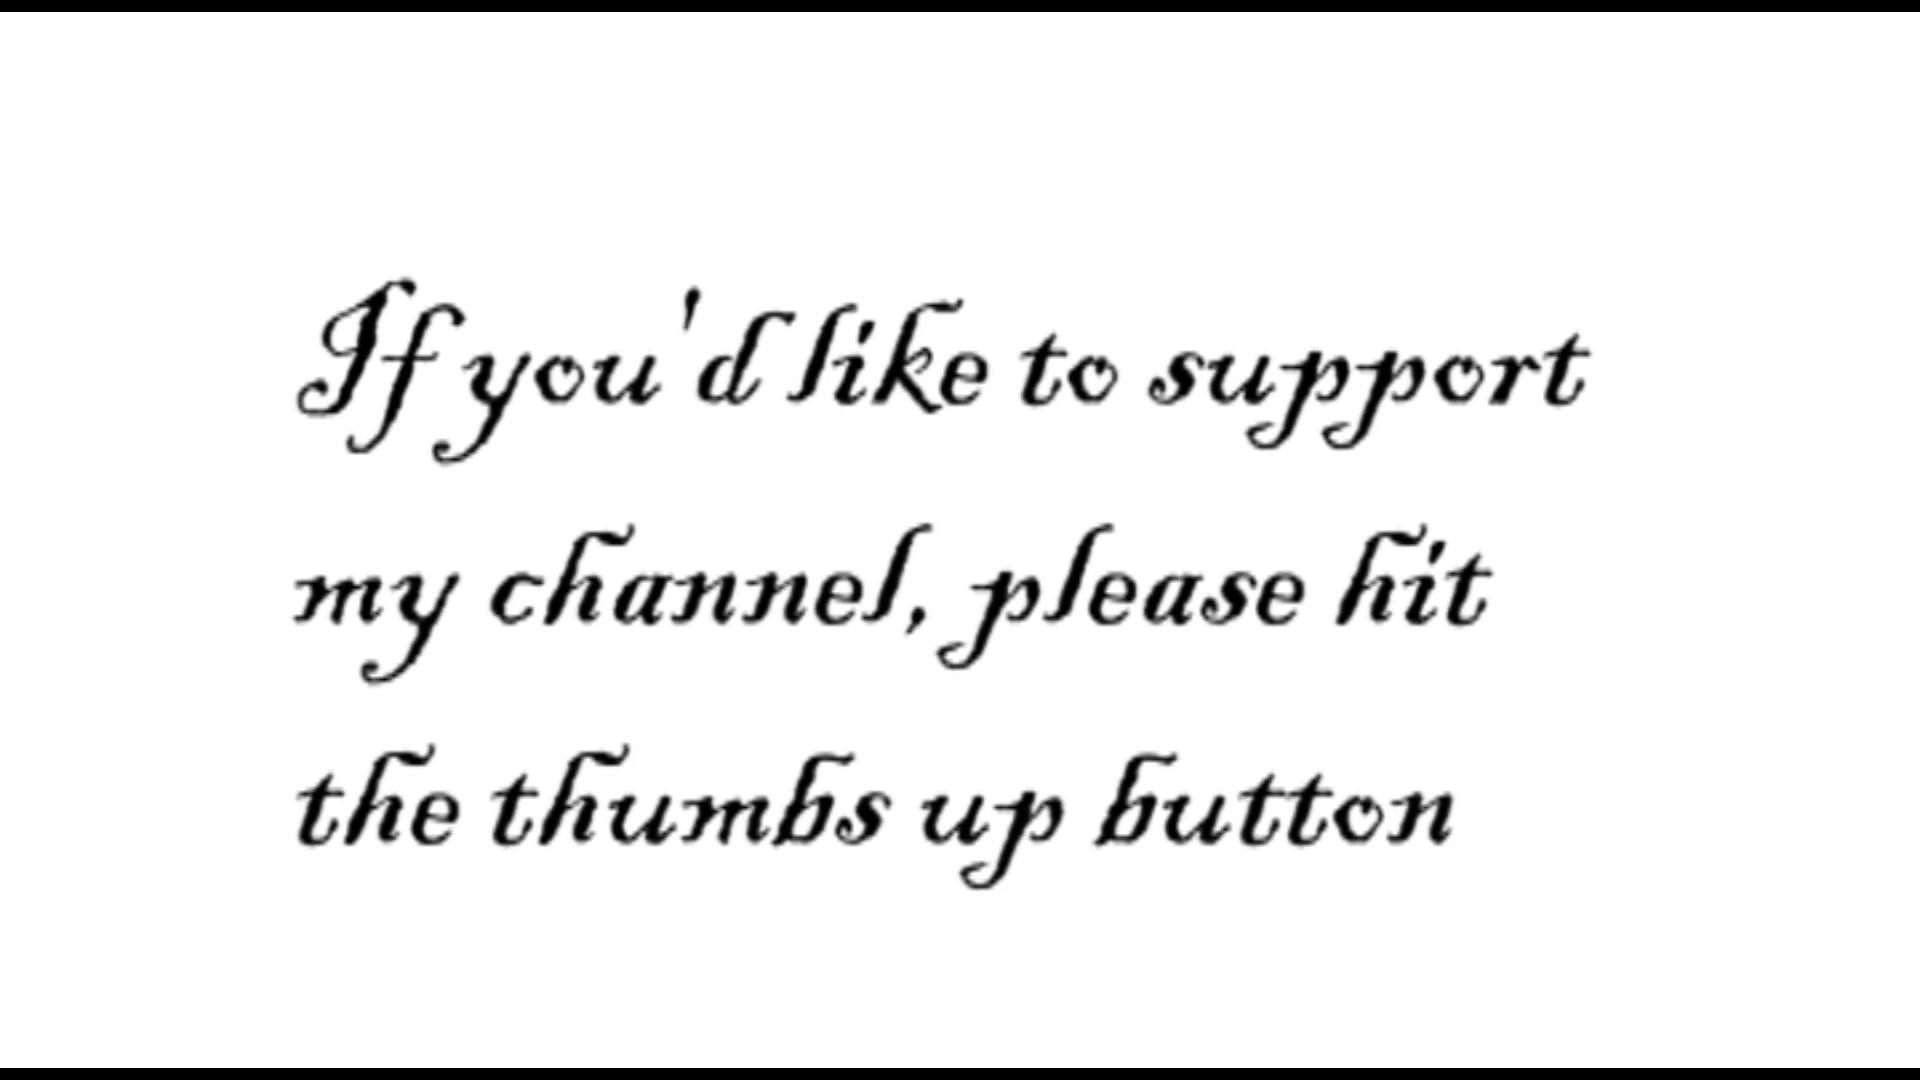 If you'd like to support
my channel, please hit
the thumbs up button